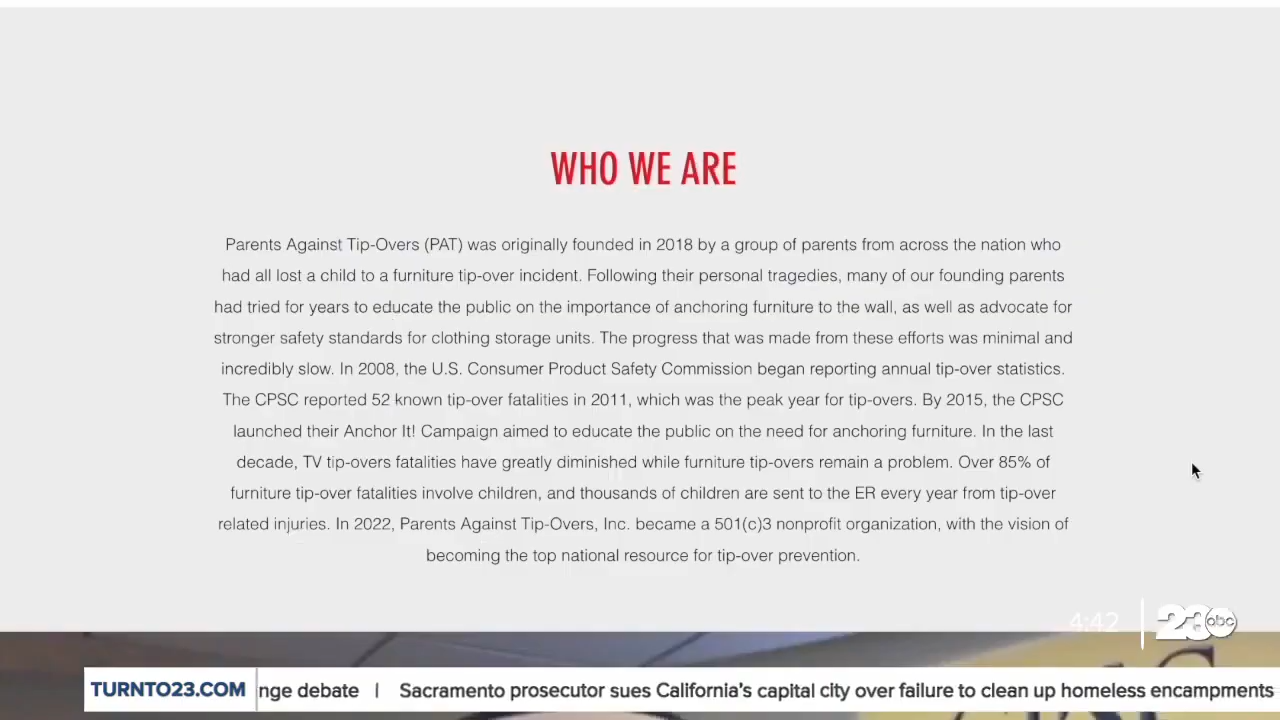 WHO WE ARE
Parents Against Tip-Overs (PAT) was originally founded in 2018 by a group of parents from across the nation who
had all lost a child to a furniture tip-over incident. Following their personal tragedies, many of our founding parents
had tried for years to educate the public on the importance of anchoring furniture to the wall, as well as advocate for
stronger safety standards for clothing storage units. The progress that was made from these efforts was minimal and
incredibly slow. In 2008, the U.S. Consumer Product Safety Commission began reporting annual tip-over statistics.
The CPSC reported 52 known tip-over fatalities in 2011, which was the peak year for tip-overs. By 2015, the CPSC
launched their Anchor It! Campaign aimed to educate the public on the need for anchoring furniture. In the last
decade, TV tip-overs fatalities have greatly diminished while furniture tip-overs remain a problem. Over 85% of
furniture tip-over fatalities involve children, and thousands of children are sent to the ER every year from tip-over
related injuries. In 2022, Parents Against Tip-Overs, Inc. became a 501(c)3 nonprofit organization, with the vision of
becoming the top national resource for tip-over prevention.
4:42 23 abc
TURNTO23.COM nge debate | Sacramento prosecutor sues California's capital city over failure to clean up homeless encampments